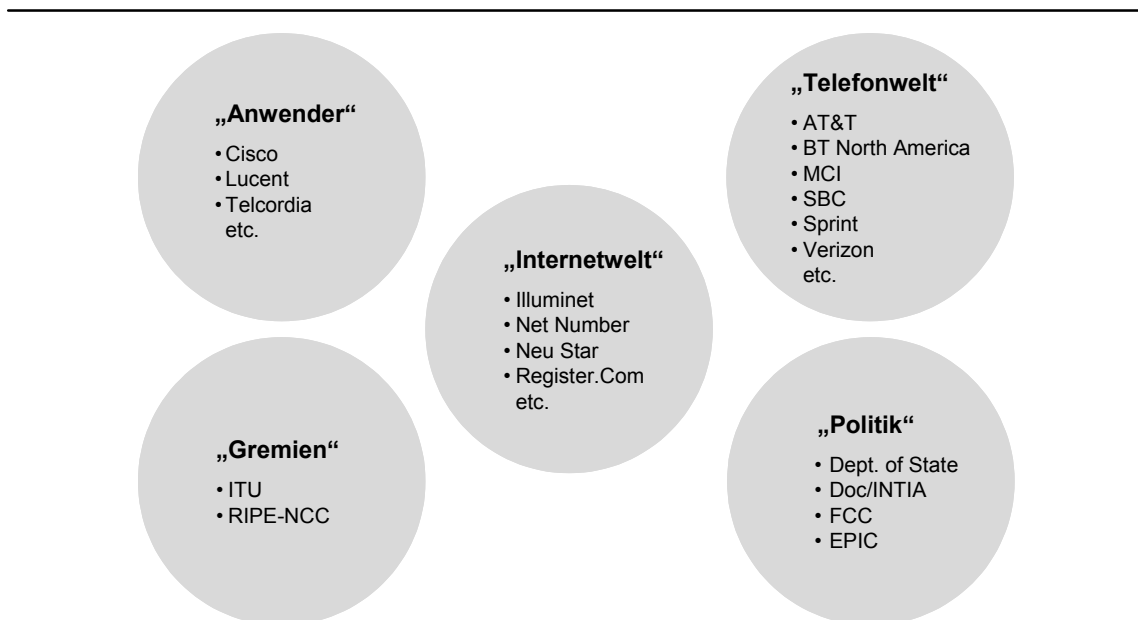 „Anwender“
• Cisco
• Lucent
• Telcordia
etc.
„Telefonwelt“
• AT&T
• BT North America
• MCI
• SBC
• Sprint
• Verizon
etc.
„Internetwelt“
• Illuminet
• Net Number
• Neu Star
• Register.Com
etc.
„Gremien“
• ITU
• RIPE-NCC
„Politik“
• Dept. of State
• Doc/INTIA
• FCC
• EPIC